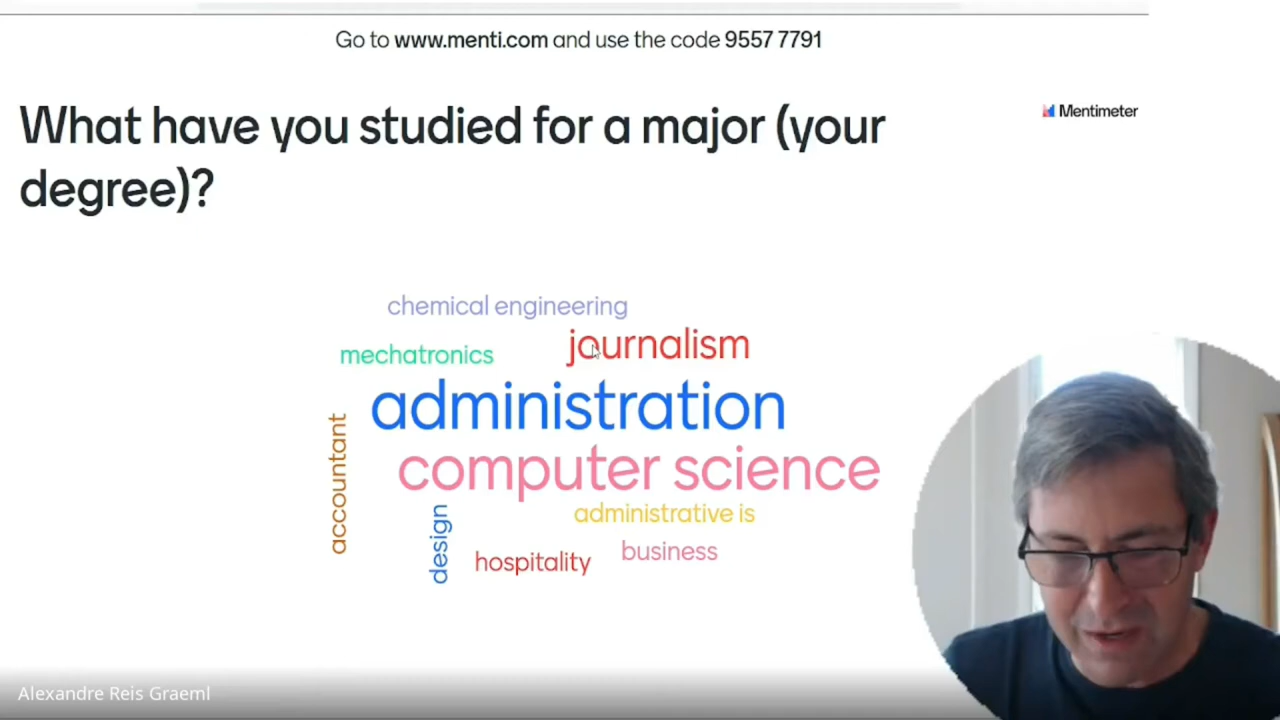 Go to www.menti.com and use the code 9557 7791
Mentimeter
What have you studied for a major (your
degree)?
chemical engineering
journalism
mechatronics
administration
accountant
computer science
administrative is
design
business
hospitality
Alexandre Reis Graeml